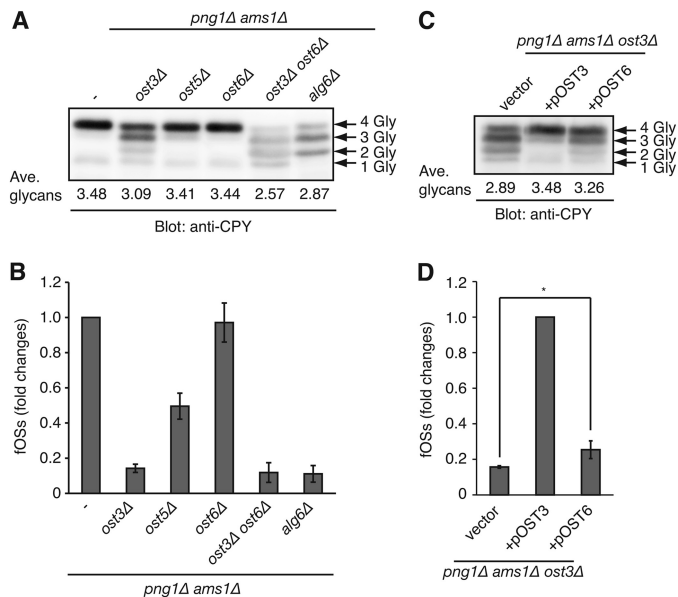 A
png1Δ ams1Δ
- ost3Δ ost5Δ ost6Δ ost3Δ ost6Δ alg6Δ
4 Gly
3 Gly
2 Gly
1 Gly
Ave.
glycans 3.48 3.09 3.41 3.44 2.57 2.87
Blot: anti-CPY
C
png1Δ ams1Δ ost3Δ
vector +pOST3 +pOST6
4 Gly
3 Gly
2 Gly
1 Gly
Ave.
glycans 2.89 3.48 3.26
Blot: anti-CPY
B
fOSs (fold changes)
1.2
1.0
0.8
0.6
0.4
0.2
0
- ost3Δ ost5Δ ost6Δ ost3Δ ost6Δ alg6Δ
png1Δ ams1Δ
D
fOSs (fold changes)
1.2
1.0
0.8
0.6
0.4
0.2
0
*
vector +pOST3 +pOST6
png1Δ ams1Δ ost3Δ